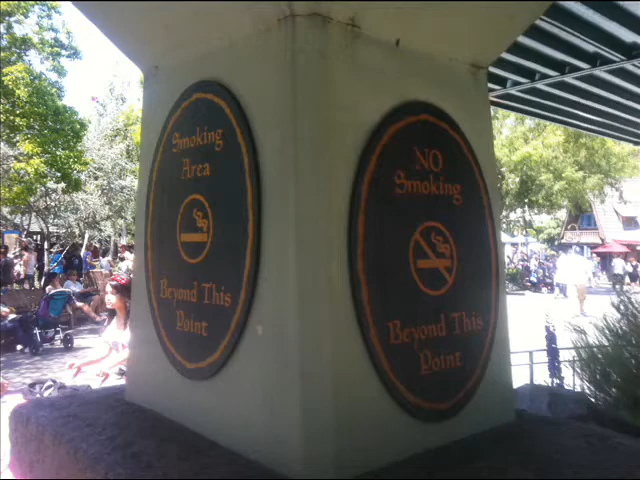 Smoking
Area
Beyond This
Point
NO
Smoking
Beyond This
Point